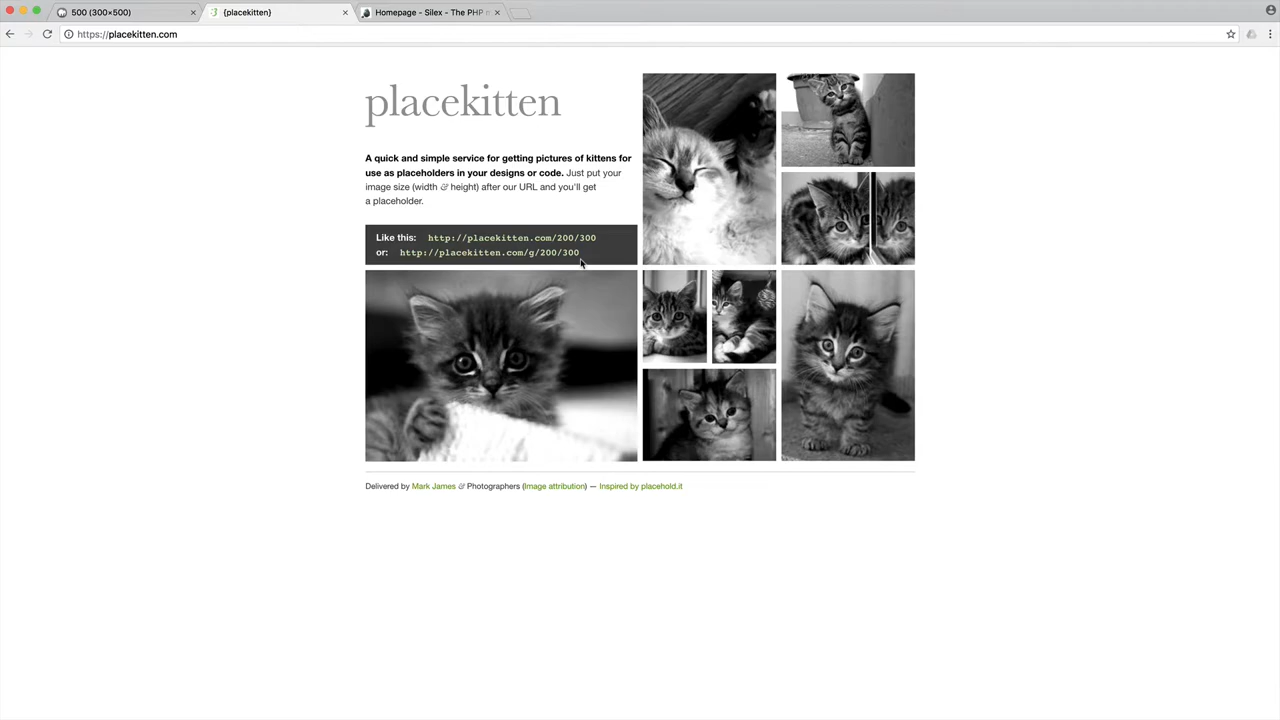 500 (300×500)
{placekitten}
Homepage - Silex - The PHP
https://placekitten.com
placekitten
A quick and simple service for getting pictures of kittens for
use as placeholders in your designs or code. Just put your
image size (width & height) after our URL and you'll get
a placeholder.
Like this: http://placekitten.com/200/300
or: http://placekitten.com/g/200/300
Delivered by Mark James & Photographers (Image attribution) — Inspired by placehold.it